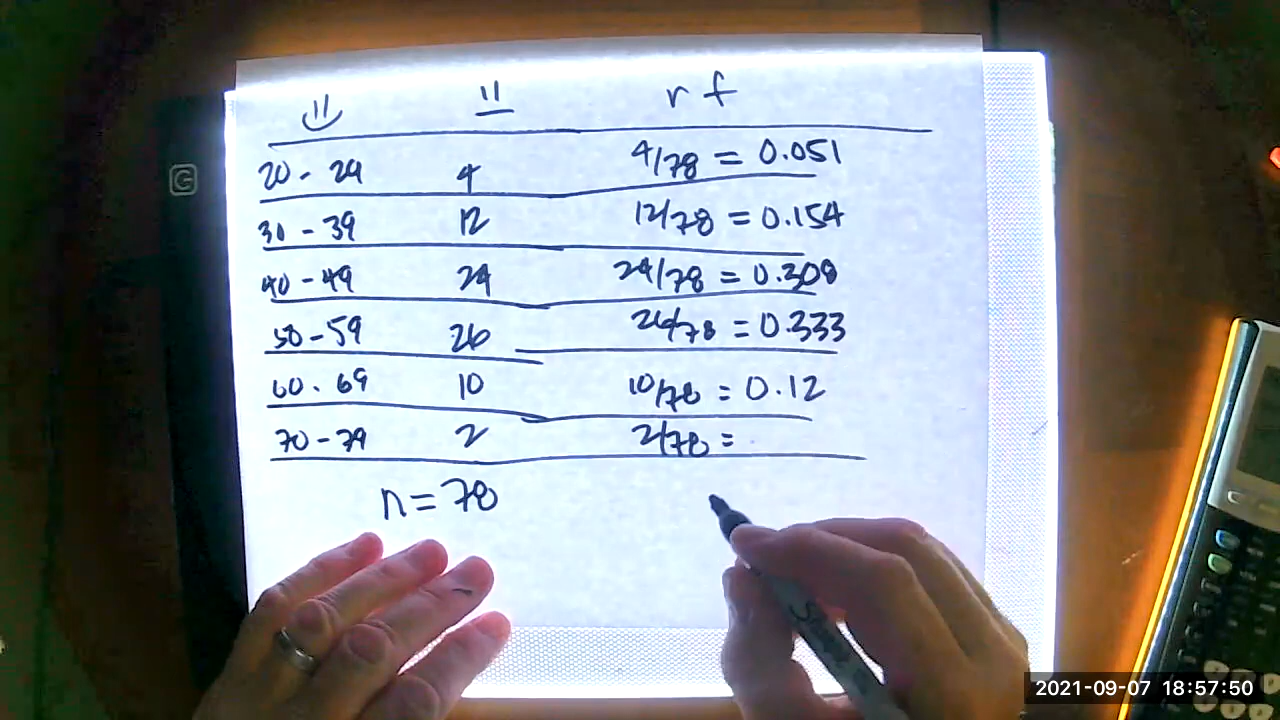 r f
20 - 29 4 4/78 = 0.051
30 - 39 12 12/78 = 0.154
40 - 49 24 24/78 = 0.308
50 - 59 26 26/78 = 0.333
60 - 69 10 10/78 = 0.12
70 - 79 2 2/78 =
n = 78
G
2021-09-07 18:57:50